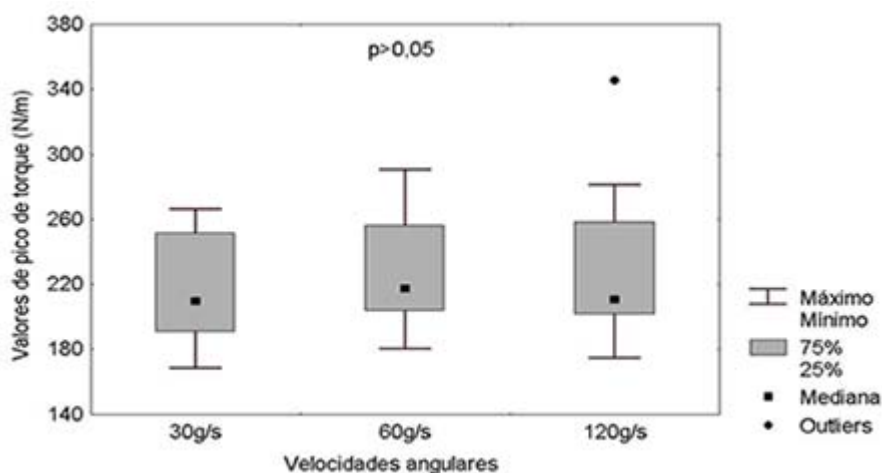 380
340
300
260
220
180
140
Valores de pico de torque (N/m)
p>0,05
30g/s
60g/s
120g/s
Velocidades angulares
Máximo
Mínimo
75%
25%
Mediana
Outliers